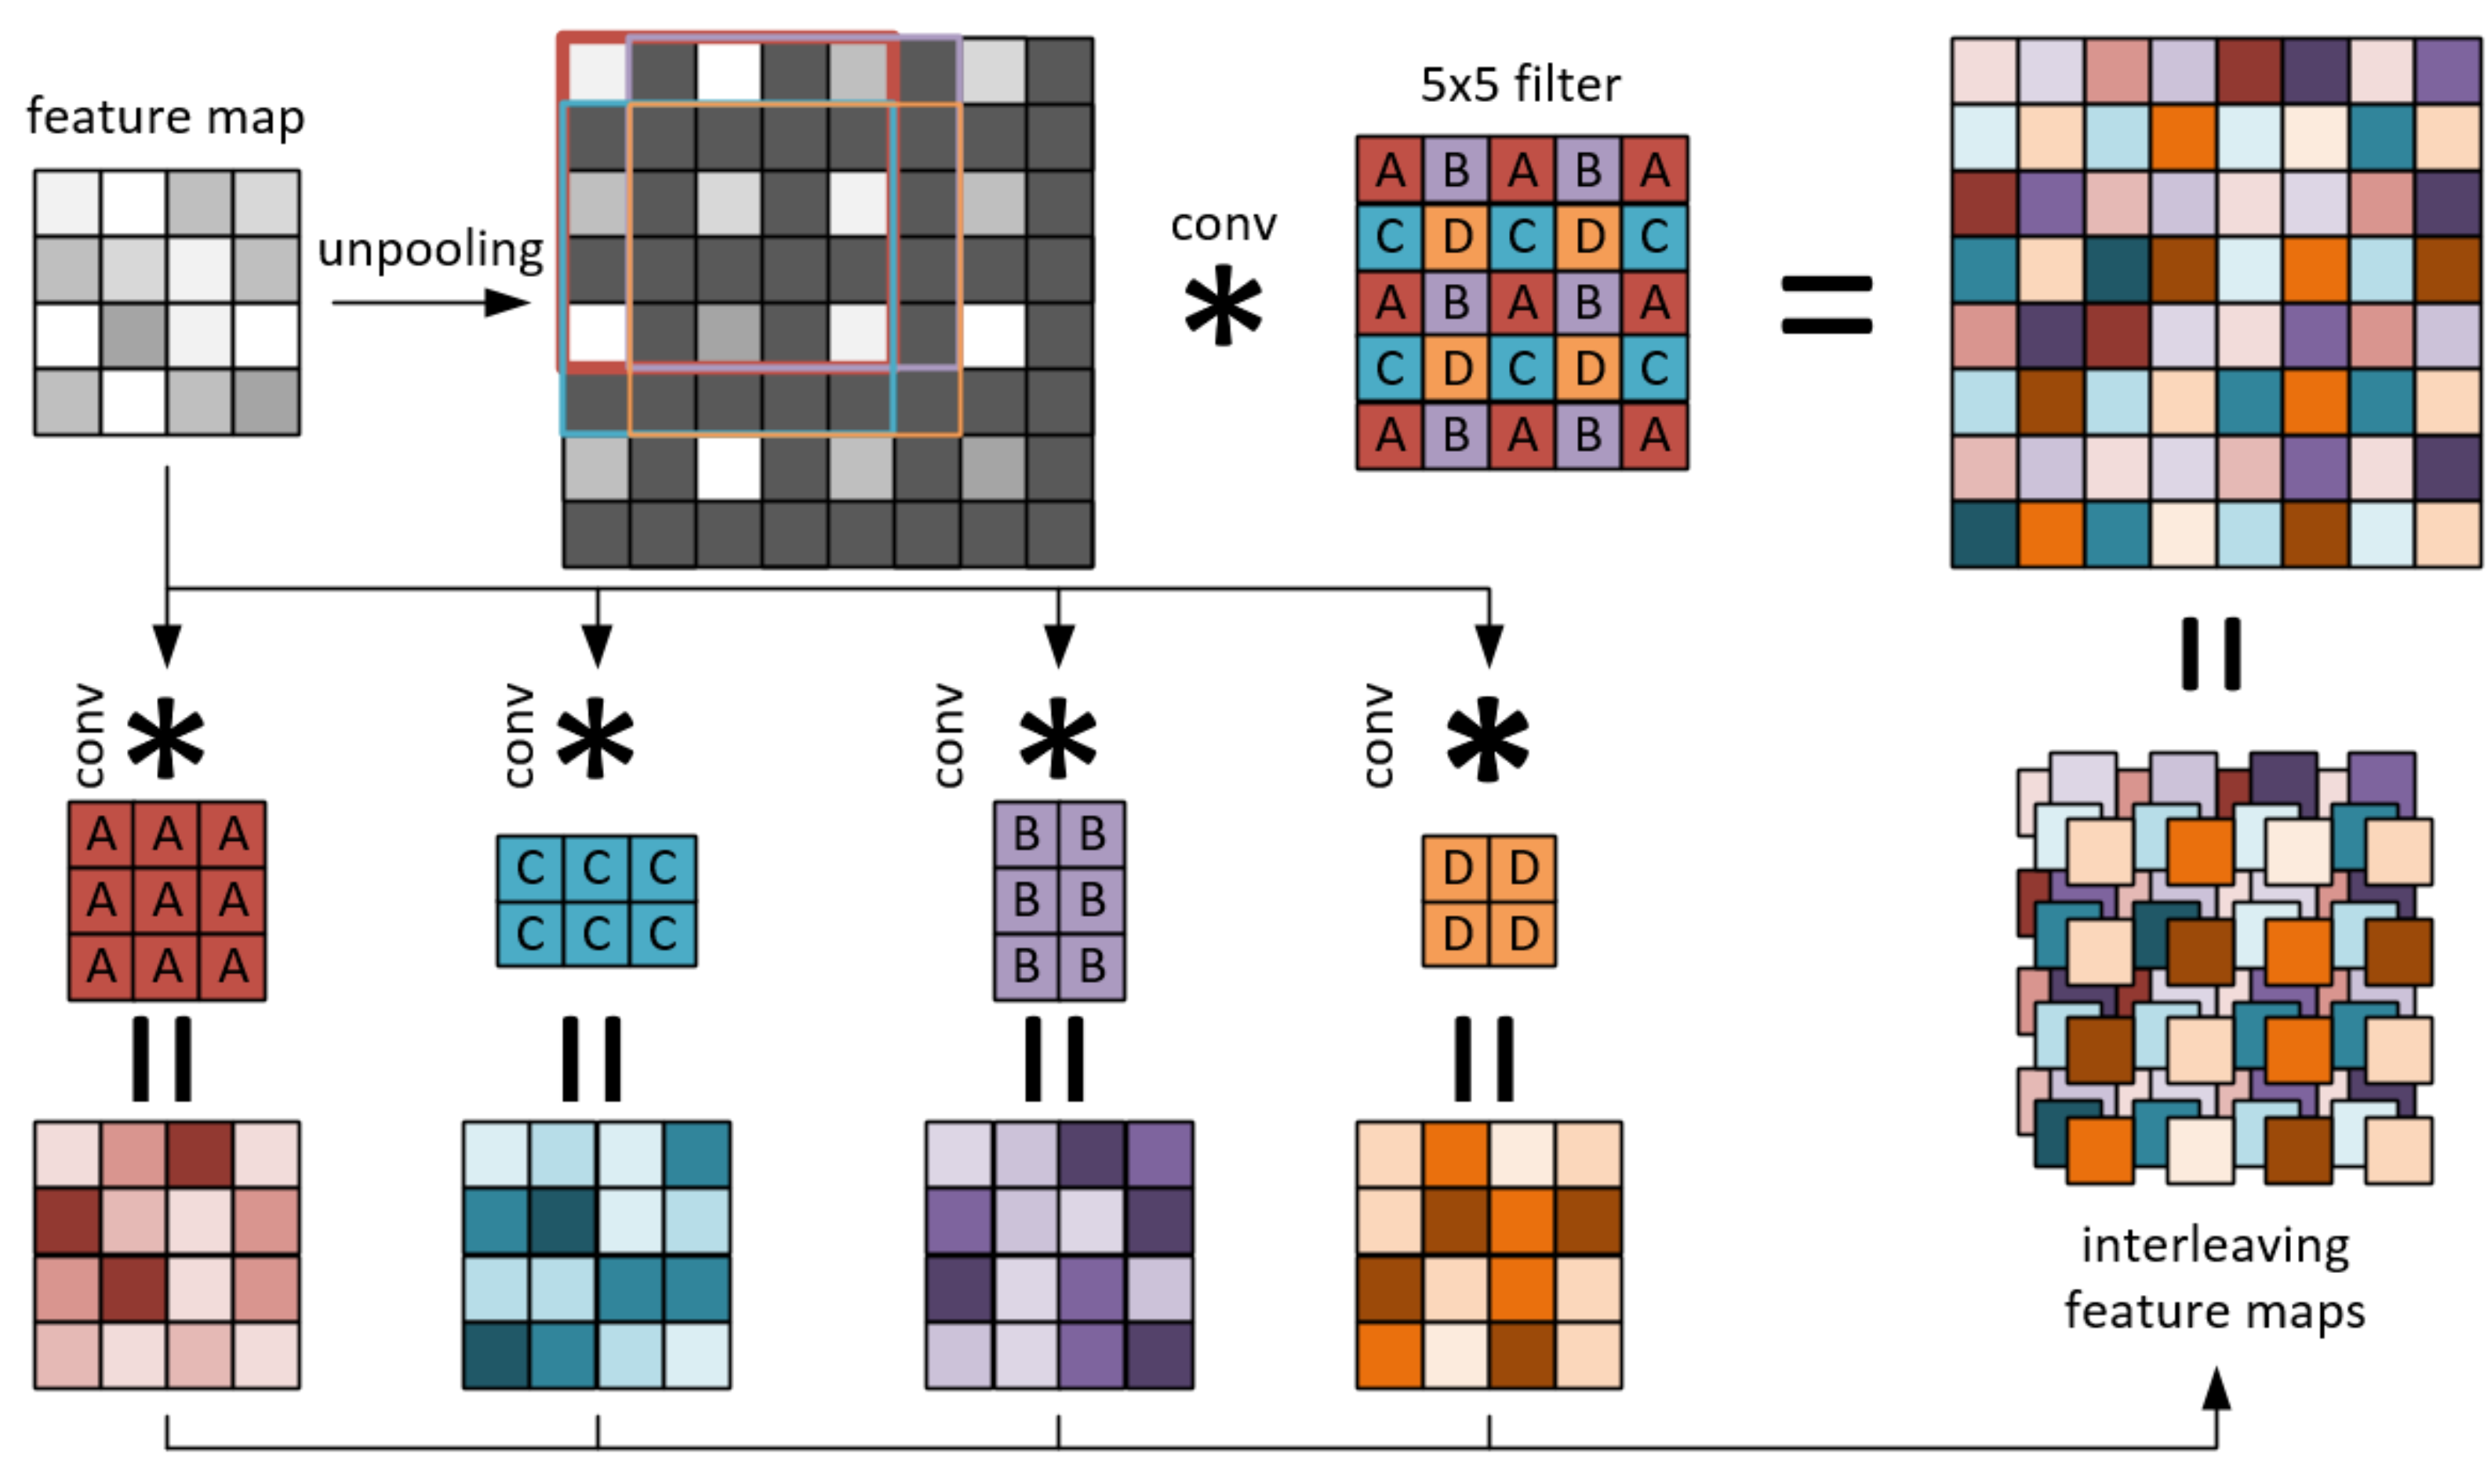 feature map
unpooling
conv
5x5 filter
A B A B A
C D C D C
A B A B A
C D C D C
A B A B A
conv
conv
conv
conv
A A A
A A A
A A A
C C C
C C C
B B
B B
B B
D D
D D
interleaving
feature maps